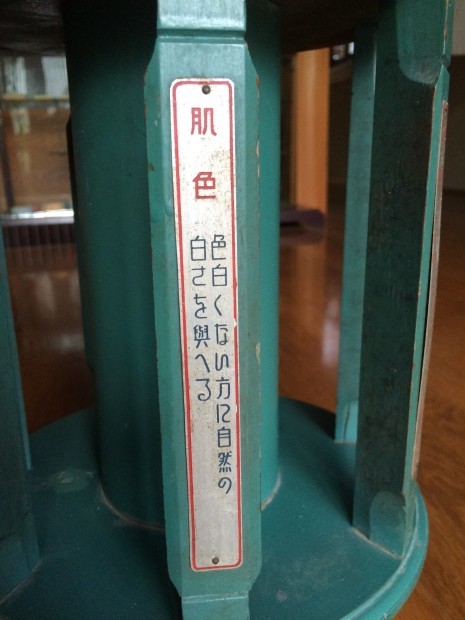 肌色
色白くない方に自然の
白さを與へる